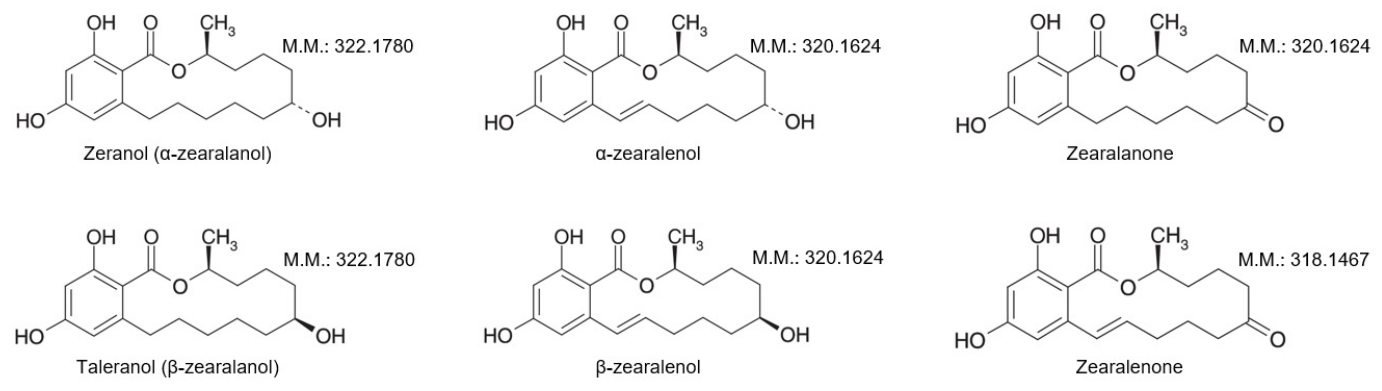 OH O CH₃ M.M.: 322.1780
O
HO OH
Zeranol (α-zearalanol)
OH O CH₃ M.M.: 320.1624
O
HO OH
α-zearalenol
OH O CH₃ M.M.: 320.1624
O
HO O
Zearalanone
OH O CH₃ M.M.: 322.1780
O
HO OH
Taleranol (β-zearalanol)
OH O CH₃ M.M.: 320.1624
O
HO OH
β-zearalenol
OH O CH₃ M.M.: 318.1467
O
HO O
Zearalenone